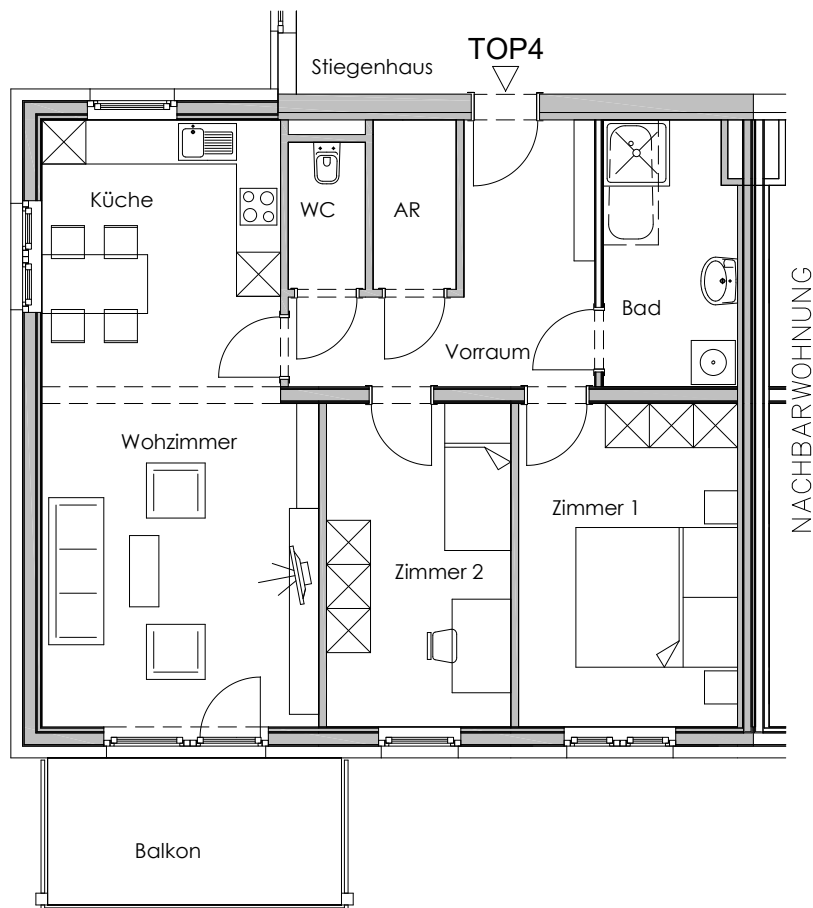 TOP4
Stiegenhaus
Küche
WC
AR
Bad
Vorraum
Wohzimmer
Zimmer 1
Zimmer 2
NACHBARWOHNUNG
Balkon